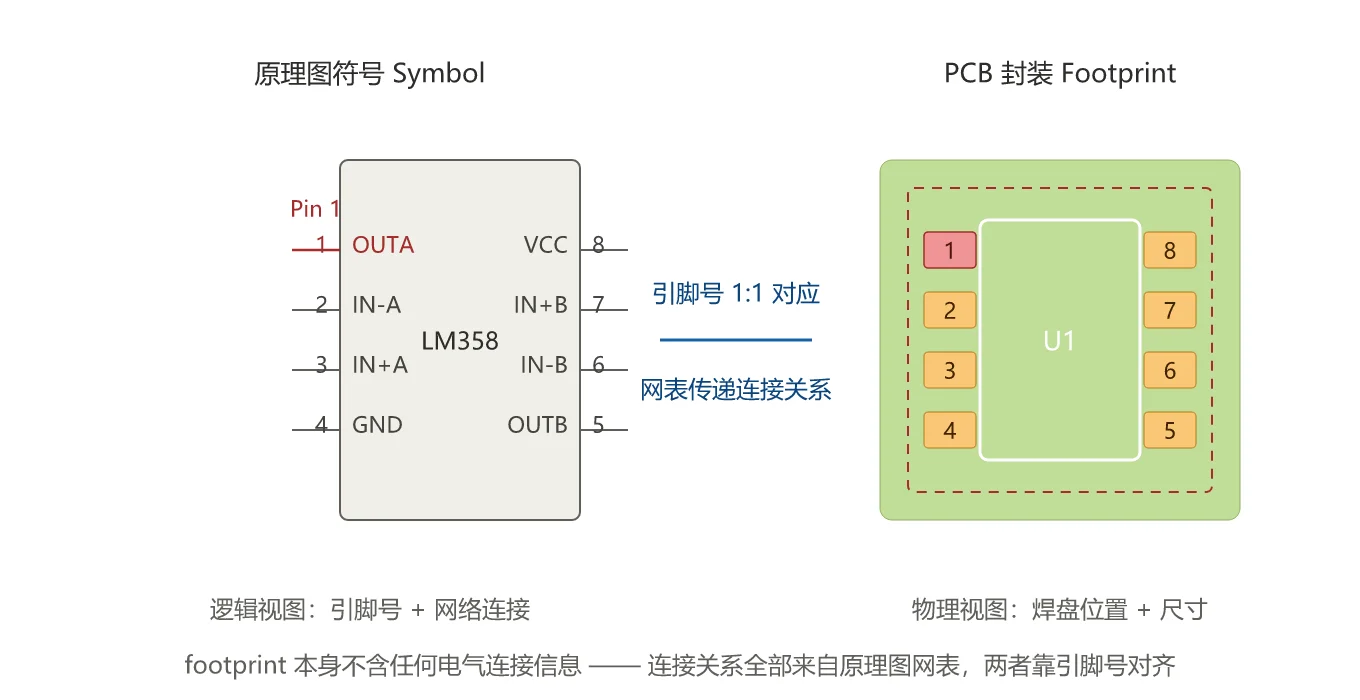 原理图符号 Symbol
PCB 封装 Footprint
Pin 1
1 OUTA
VCC 8
2 IN-A
IN+B 7
LM358
3 IN+A
IN-B 6
4 GND
OUTB 5
引脚号 1:1 对应
网表传递连接关系
1
8
2
7
U1
3
6
4
5
逻辑视图：引脚号 + 网络连接
物理视图：焊盘位置 + 尺寸
footprint 本身不含任何电气连接信息 —— 连接关系全部来自原理图网表，两者靠引脚号对齐